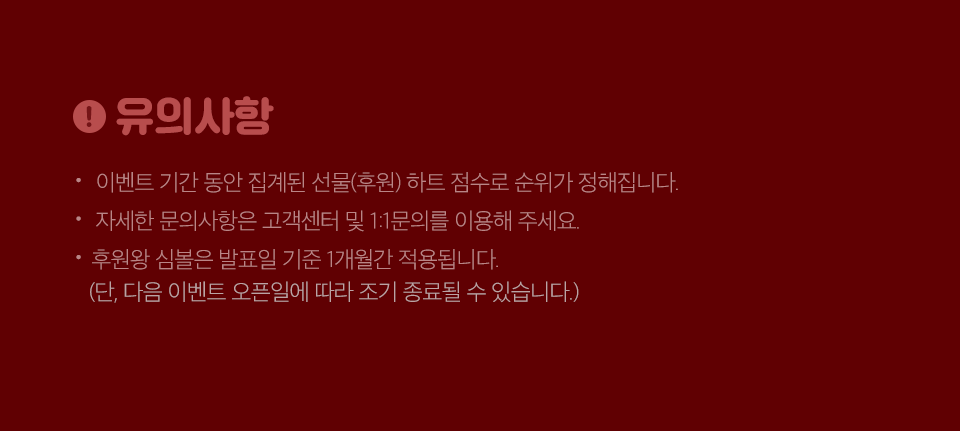 유의사항
• 이벤트 기간 동안 집계된 선물(후원) 하트 점수로 순위가 정해집니다.
• 자세한 문의사항은 고객센터 및 1:1문의를 이용해 주세요.
• 후원왕 심볼은 발표일 기준 1개월간 적용됩니다.
(단, 다음 이벤트 오픈일에 따라 조기 종료될 수 있습니다.)